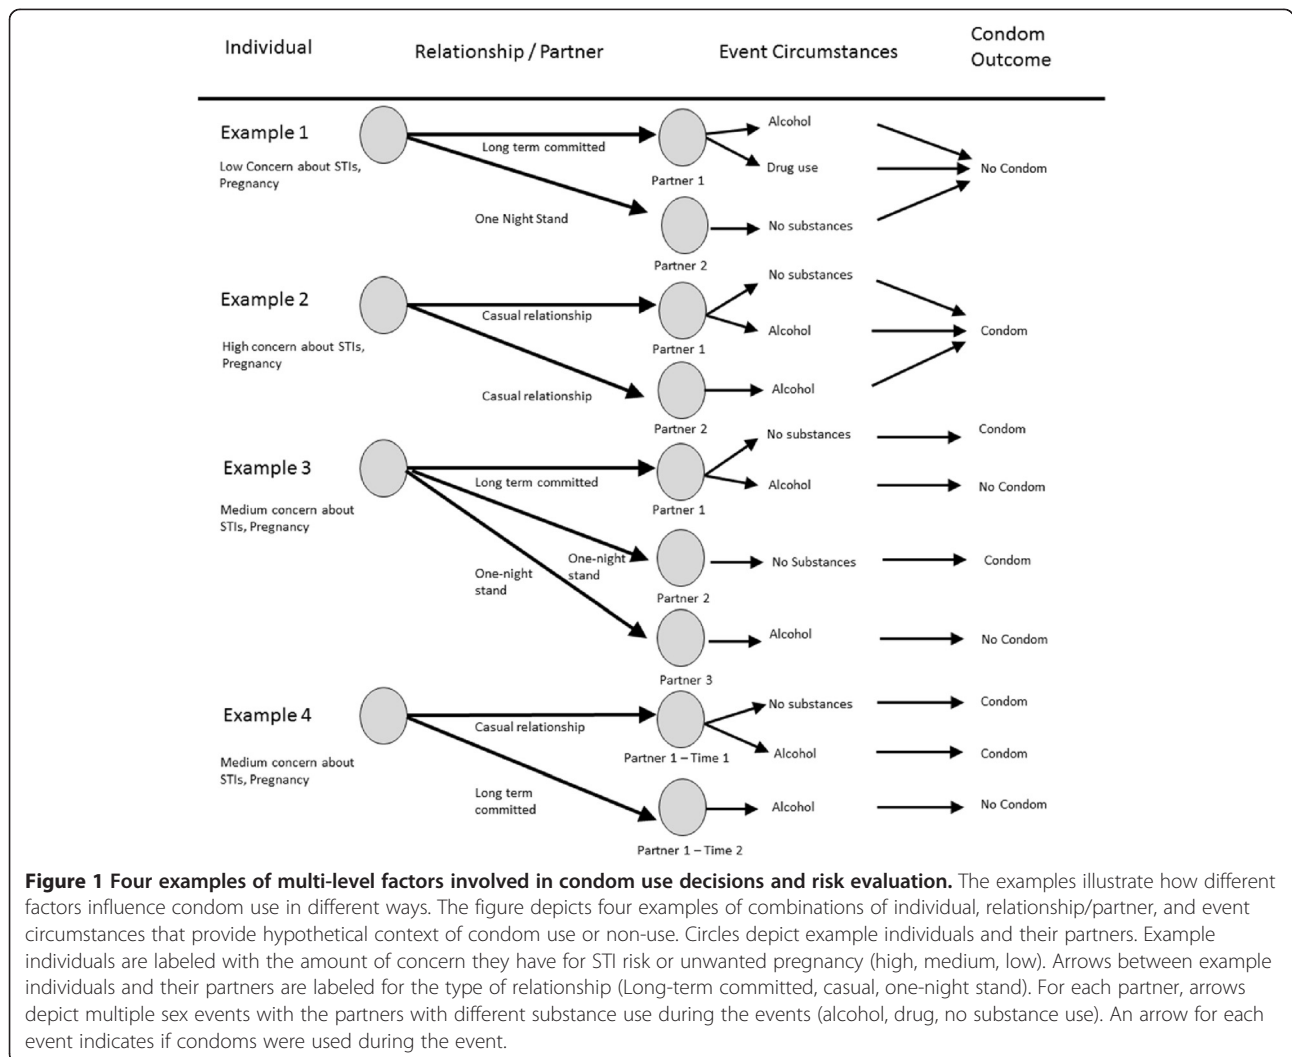 Individual
Relationship / Partner
Event Circumstances
Condom
Outcome
Example 1
Low Concern about STIs,
Pregnancy
Long term committed
One Night Stand
Partner 1
Partner 2
Alcohol
Drug use
No substances
No Condom
Example 2
High concern about STIs,
Pregnancy
Casual relationship
Casual relationship
Partner 1
Partner 2
No substances
Alcohol
Alcohol
Condom
Example 3
Medium concern about
STIs, Pregnancy
Long term committed
One-night
stand
One-night
stand
Partner 1
Partner 2
Partner 3
No substances
Alcohol
No Substances
Alcohol
Condom
No Condom
Condom
No Condom
Example 4
Medium concern about
STIs, Pregnancy
Casual relationship
Long term
committed
Partner 1 – Time 1
Partner 1 – Time 2
No substances
Alcohol
Alcohol
Condom
Condom
No Condom
Figure 1 Four examples of multi-level factors involved in condom use decisions and risk evaluation. The examples illustrate how different
factors influence condom use in different ways. The figure depicts four examples of combinations of individual, relationship/partner, and event
circumstances that provide hypothetical context of condom use or non-use. Circles depict example individuals and their partners. Example
individuals are labeled with the amount of concern they have for STI risk or unwanted pregnancy (high, medium, low). Arrows between example
individuals and their partners are labeled for the type of relationship (Long-term committed, casual, one-night stand). For each partner, arrows
depict multiple sex events with the partners with different substance use during the events (alcohol, drug, no substance use). An arrow for each
event indicates if condoms were used during the event.